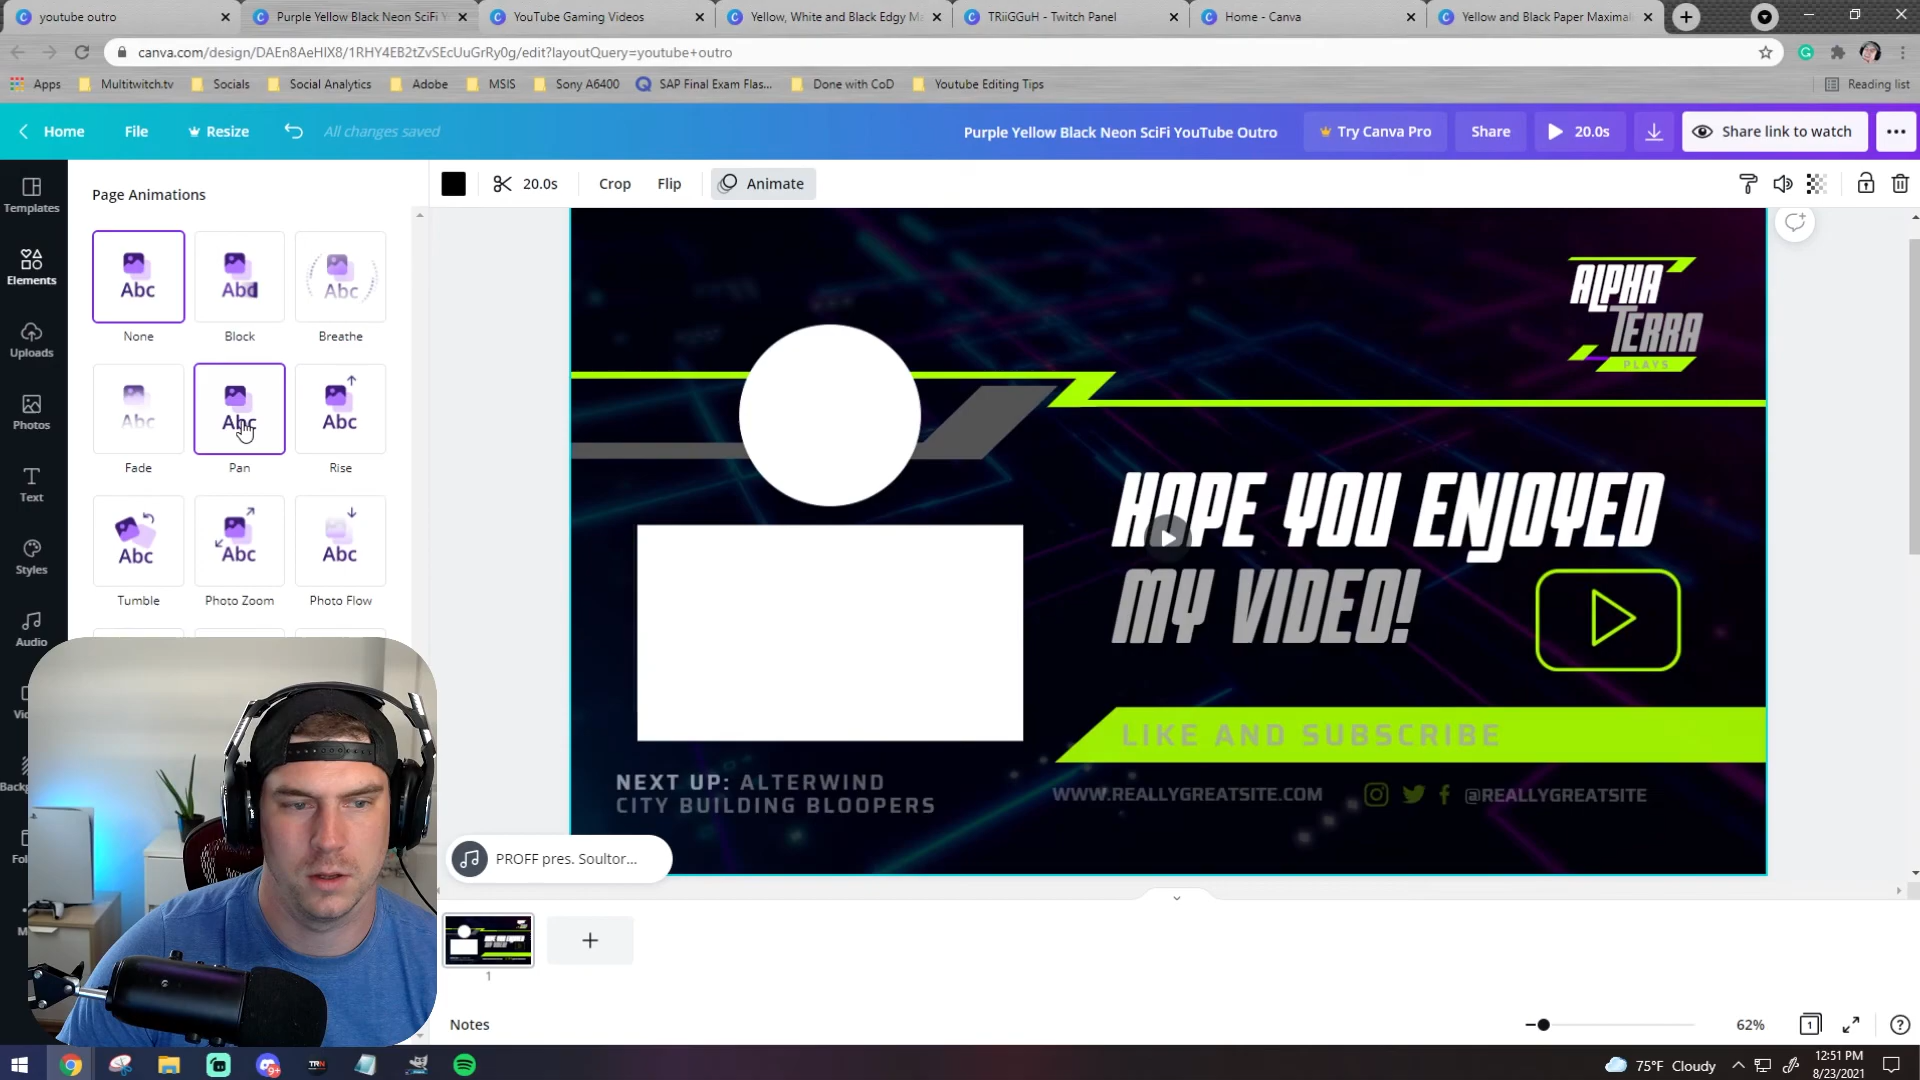 youtube outro
Purple Yellow Black Neon SciFi Y
YouTube Gaming Videos
Yellow, White and Black Edgy Ma
TRiiGGuH - Twitch Panel
Home - Canva
Yellow and Black Paper Maximal
canva.com/design/DAEn8AeHIX8/1RHY4EB2tZvSEcUuGrRy0g/edit?layoutQuery=youtube+outro
Apps
Multitwitch.tv
Socials
Social Analytics
Adobe
MSIS
Sony A6400
SAP Final Exam Flas...
Done with CoD
Youtube Editing Tips
Reading list
Home
File
Resize
All changes saved
Purple Yellow Black Neon SciFi YouTube Outro
Try Canva Pro
Share
20.0s
Share link to watch
Templates
Elements
Uploads
Photos
Text
Styles
Audio
Page Animations
Abc
None
Abc
Block
Abc
Breathe
Abc
Fade
Abc
Pan
Abc
Rise
Abc
Tumble
Abc
Photo Zoom
Abc
Photo Flow
20.0s
Crop
Flip
Animate
ALPHA
TERRA
PLAYS
HOPE YOU ENJOYED
MY VIDEO!
LIKE AND SUBSCRIBE
NEXT UP: ALTERWIND
CITY BUILDING BLOOPERS
WWW.REALLYGREATSITE.COM
@REALLYGREATSITE
PROFF pres. Soultor...
1
Notes
62%
1
9+
TRN
75°F Cloudy
12:51 PM
8/23/2021